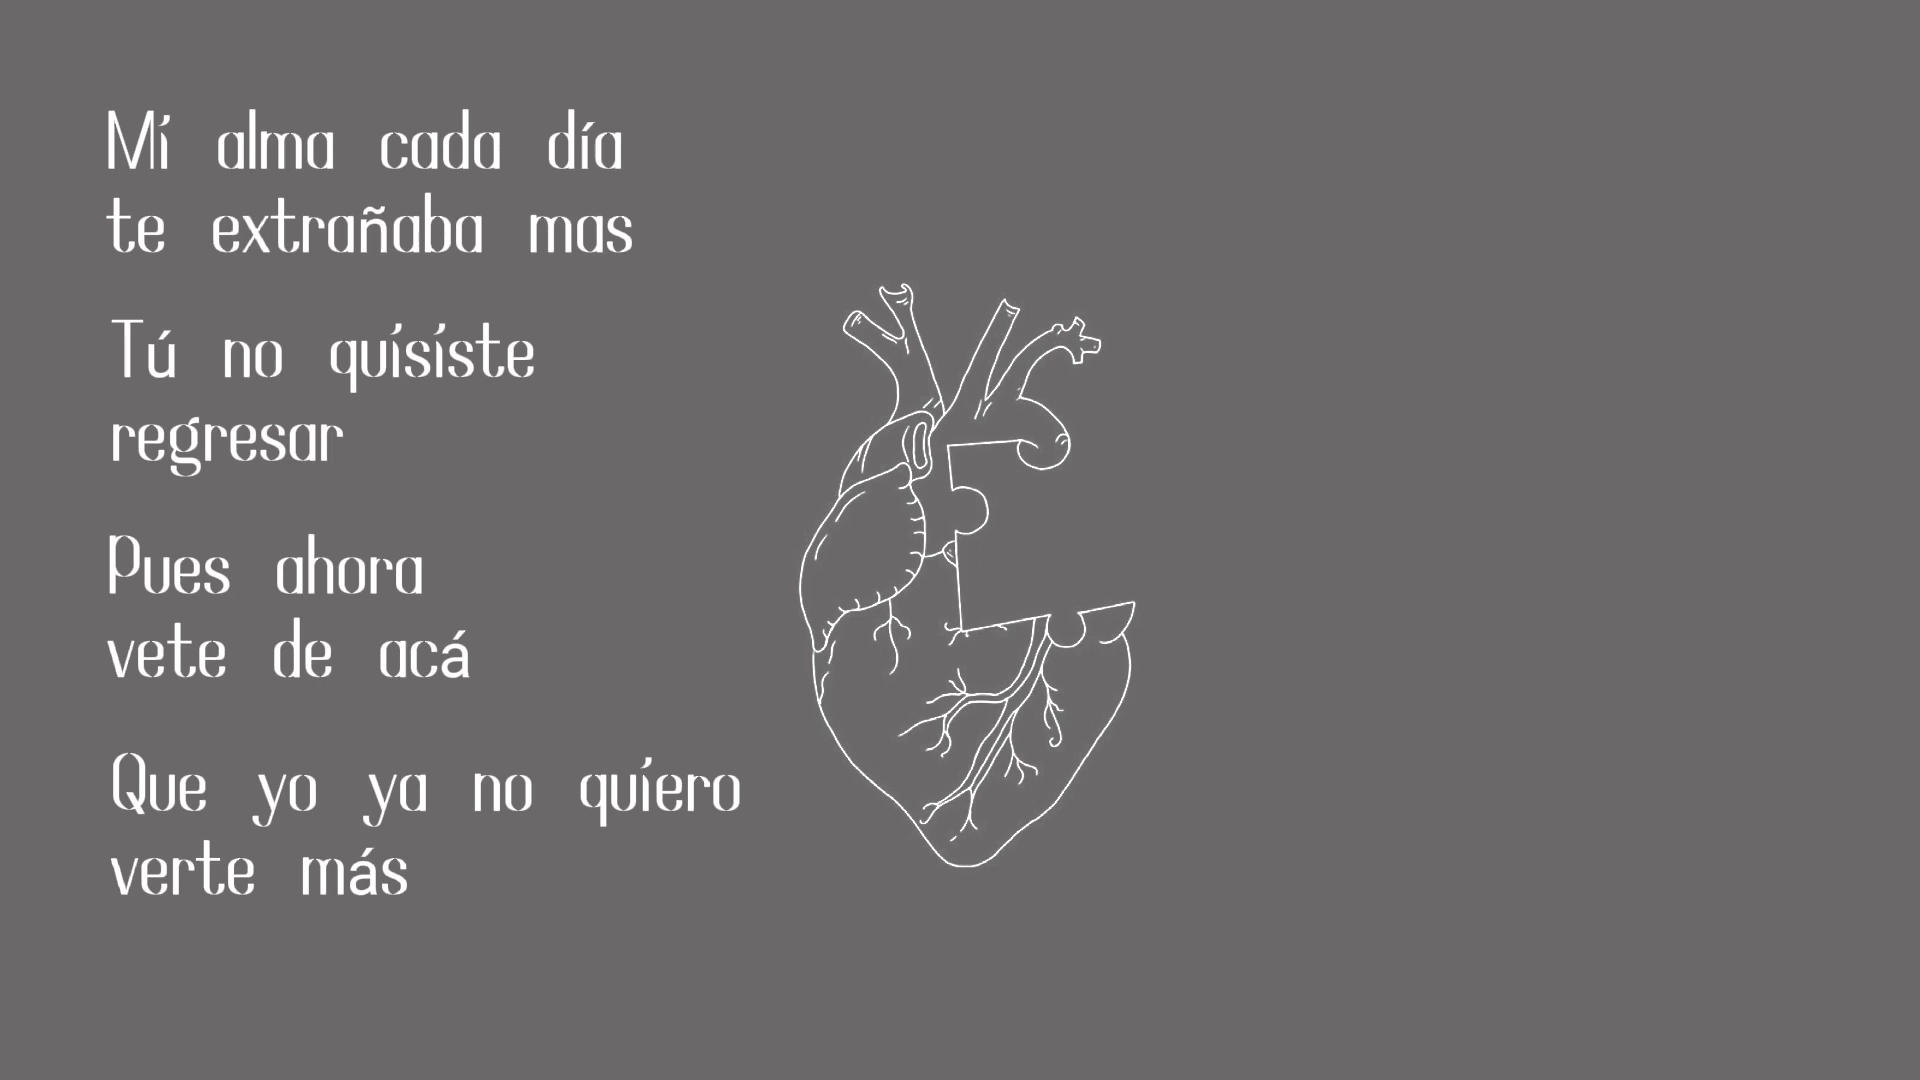 Mi alma cada día
te extrañaba mas
Tú no quisiste
regresar
Pues ahora
vete de acá
Que yo ya no quiero
verte más